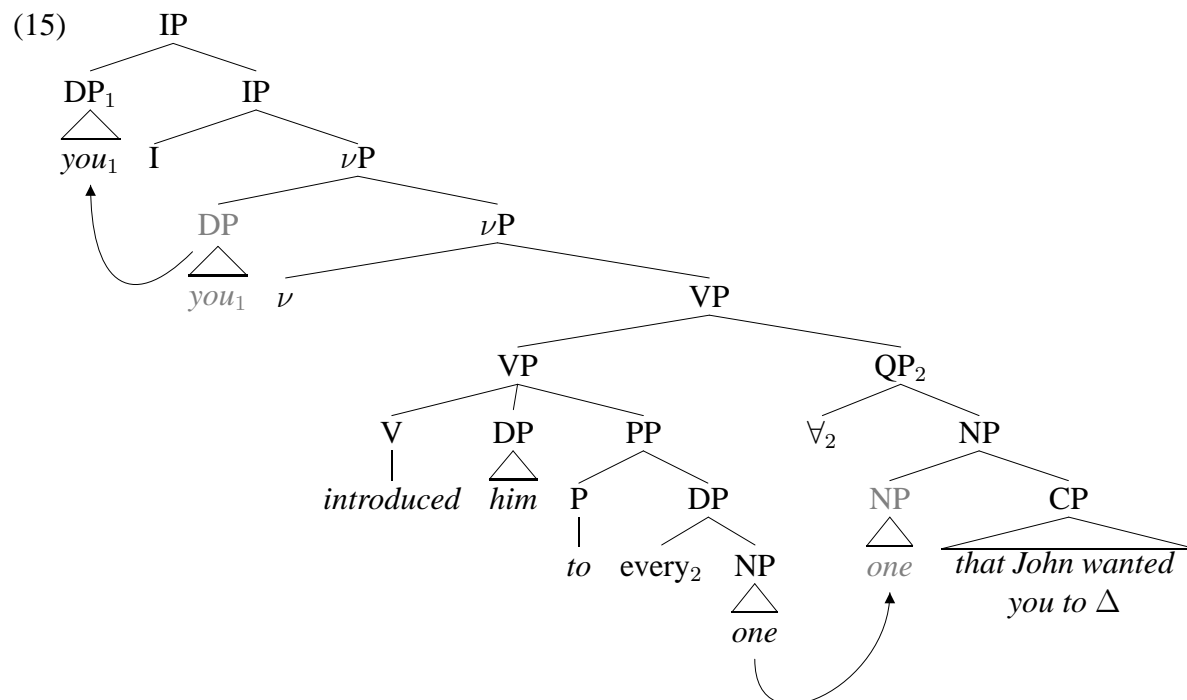 (15) IP
DP₁ IP
you₁ I νP
DP νP
you₁ ν VP
VP QP₂
V DP PP ∀₂ NP
introduced him P DP NP CP
to every₂ NP one that John wanted
one you to Δ